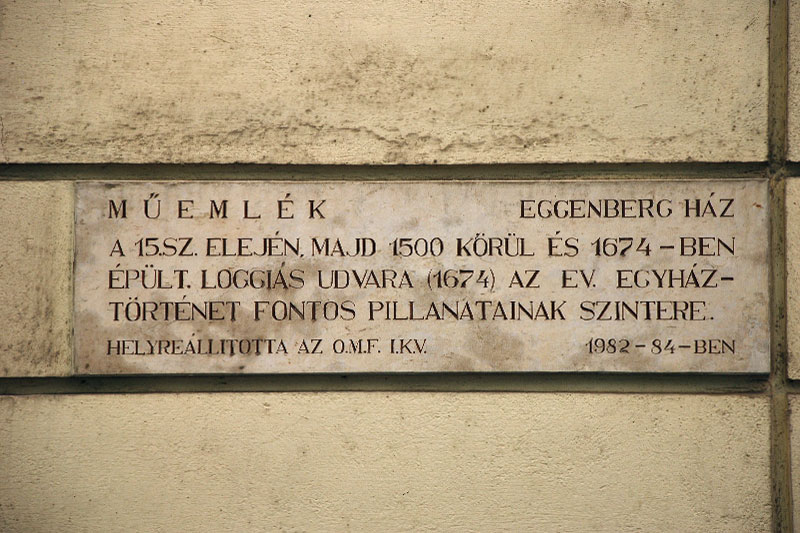 MŰEMLÉK EGGENBERG HÁZ
A 15.SZ. ELEJÉN, MAJD 1500 KÖRÜL ÉS 1674-BEN
ÉPÜLT. LOGGIÁS UDVARA (1674) AZ EV. EGYHÁZ-
TÖRTÉNET FONTOS PILLANATAINAK SZINTERE.
HELYREÁLLITOTTA AZ O.M.F. I.K.V. 1982-84-BEN